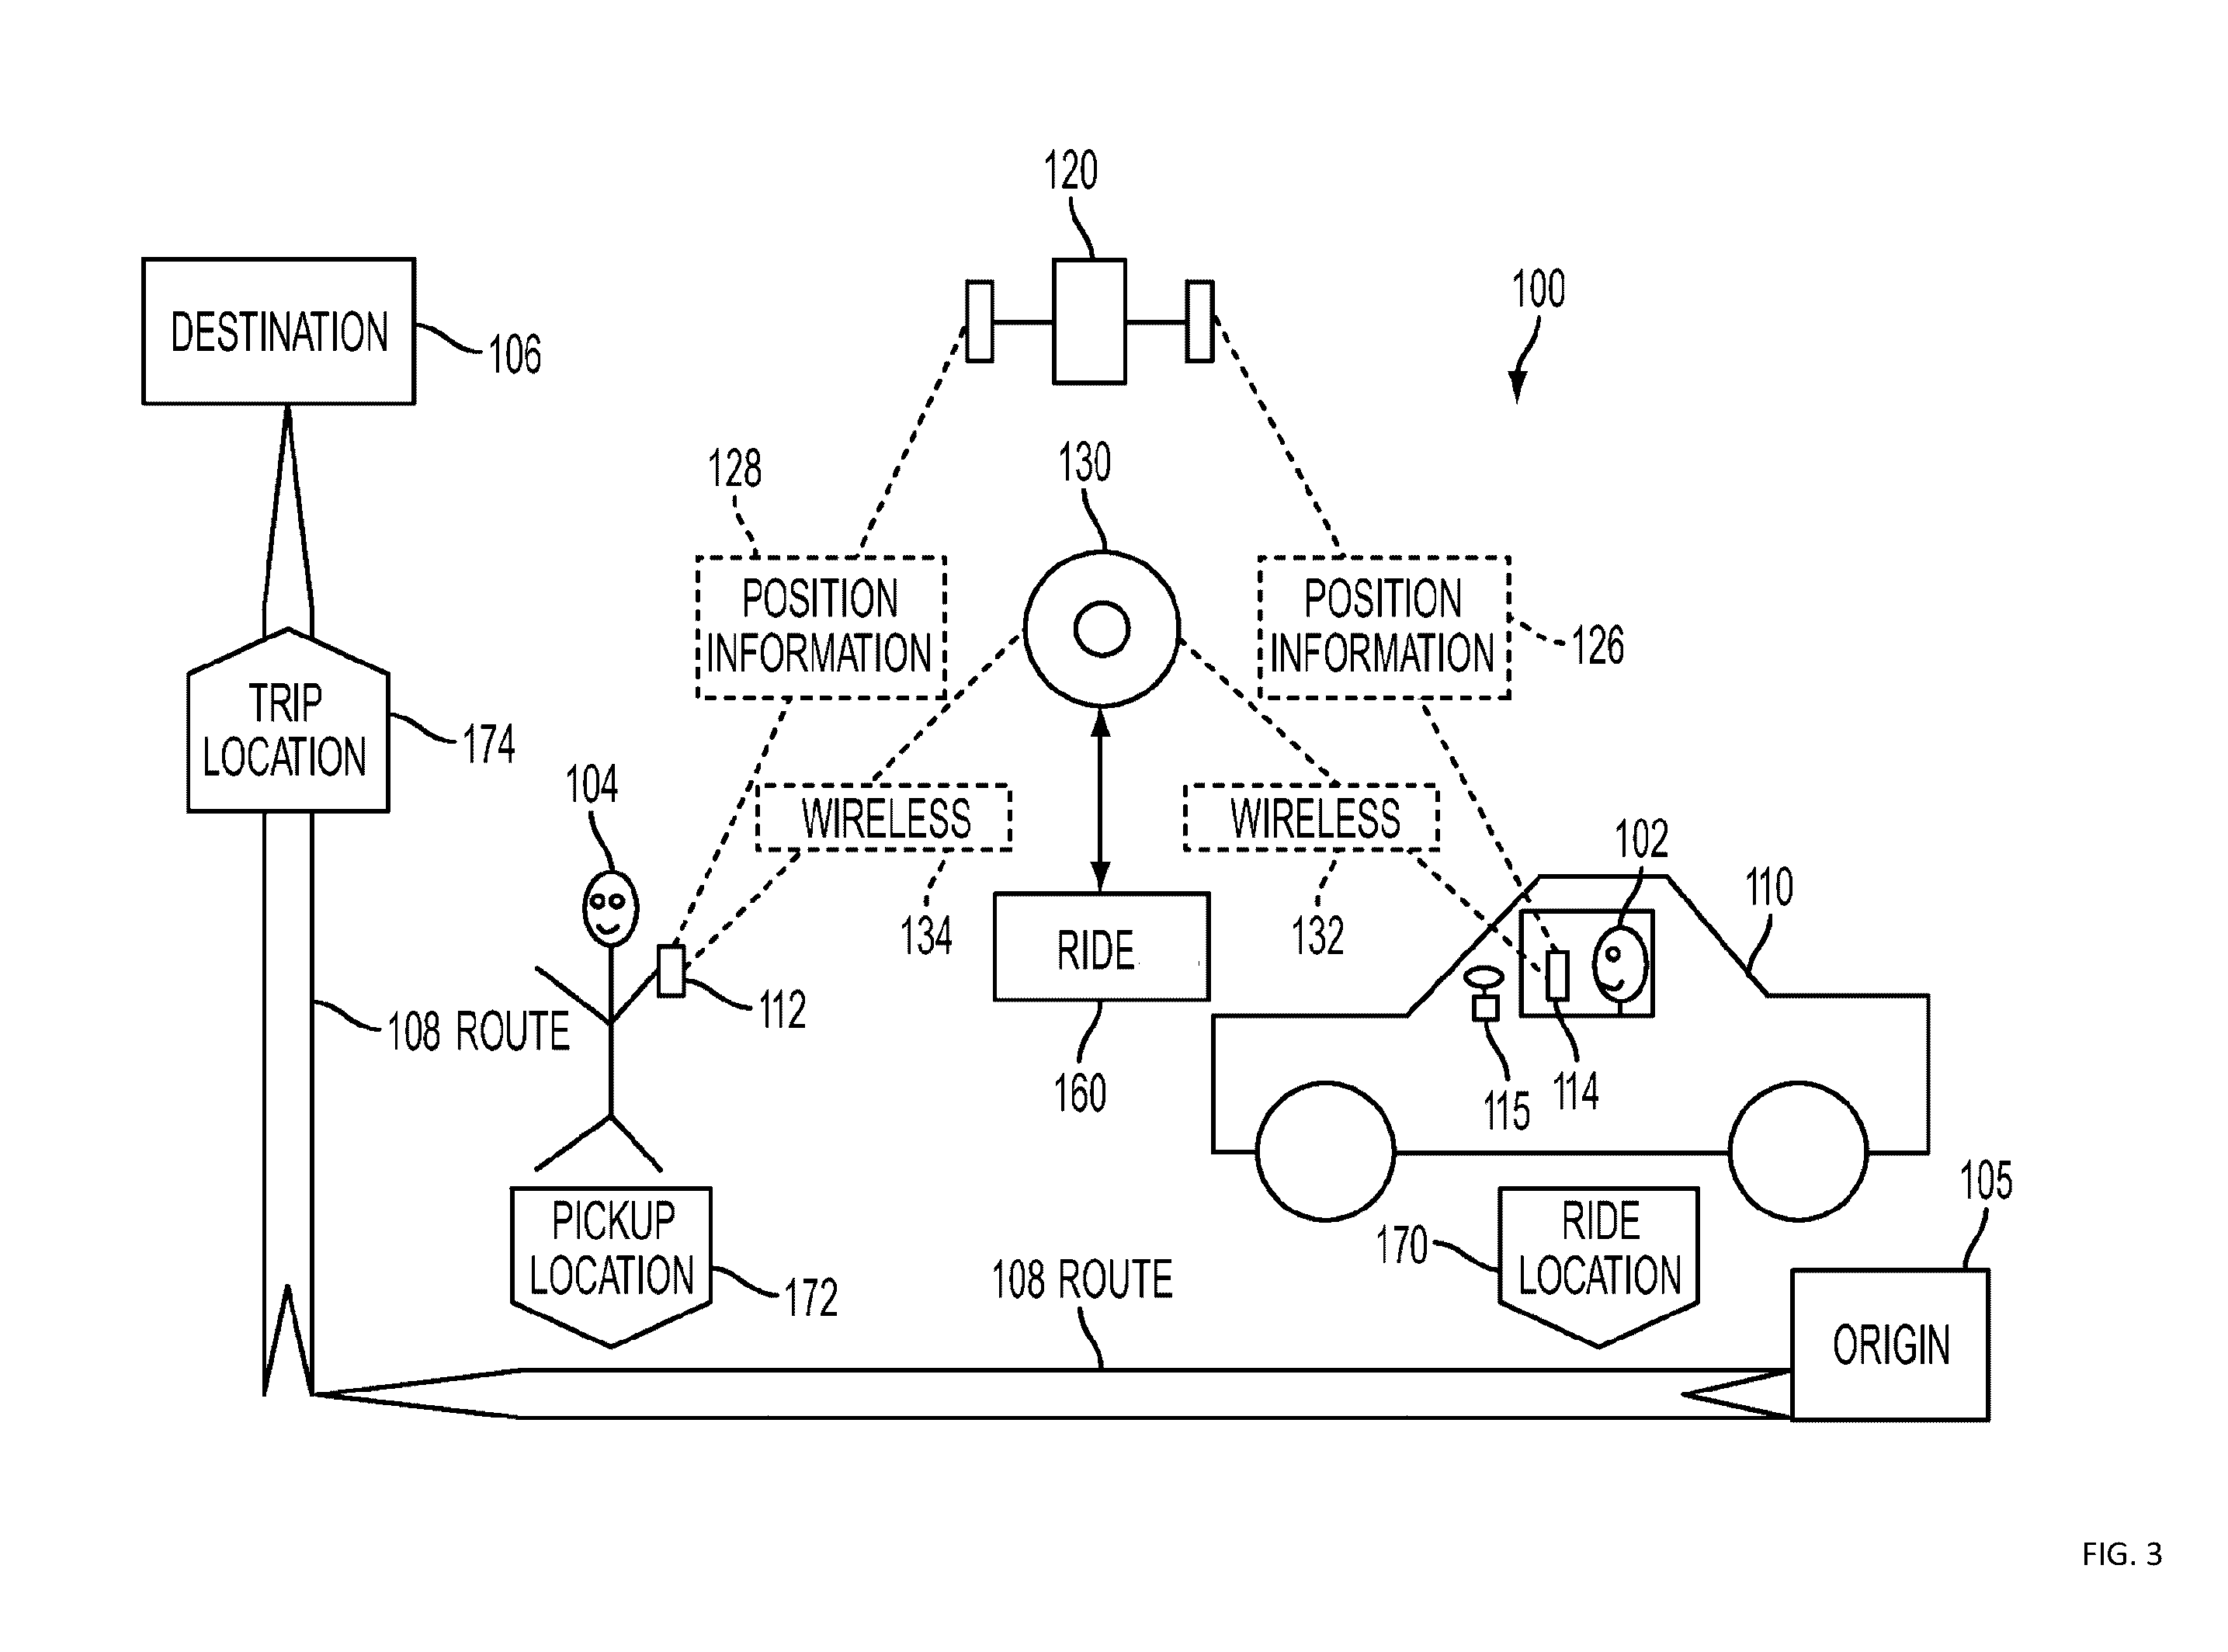 120
100
DESTINATION
106
128
130
POSITION
INFORMATION
POSITION
INFORMATION
126
TRIP
LOCATION
174
104
WIRELESS
WIRELESS
102
110
134
RIDE
132
112
108 ROUTE
160
115
114
105
PICKUP
LOCATION
172
170
RIDE
LOCATION
108 ROUTE
ORIGIN
FIG. 3